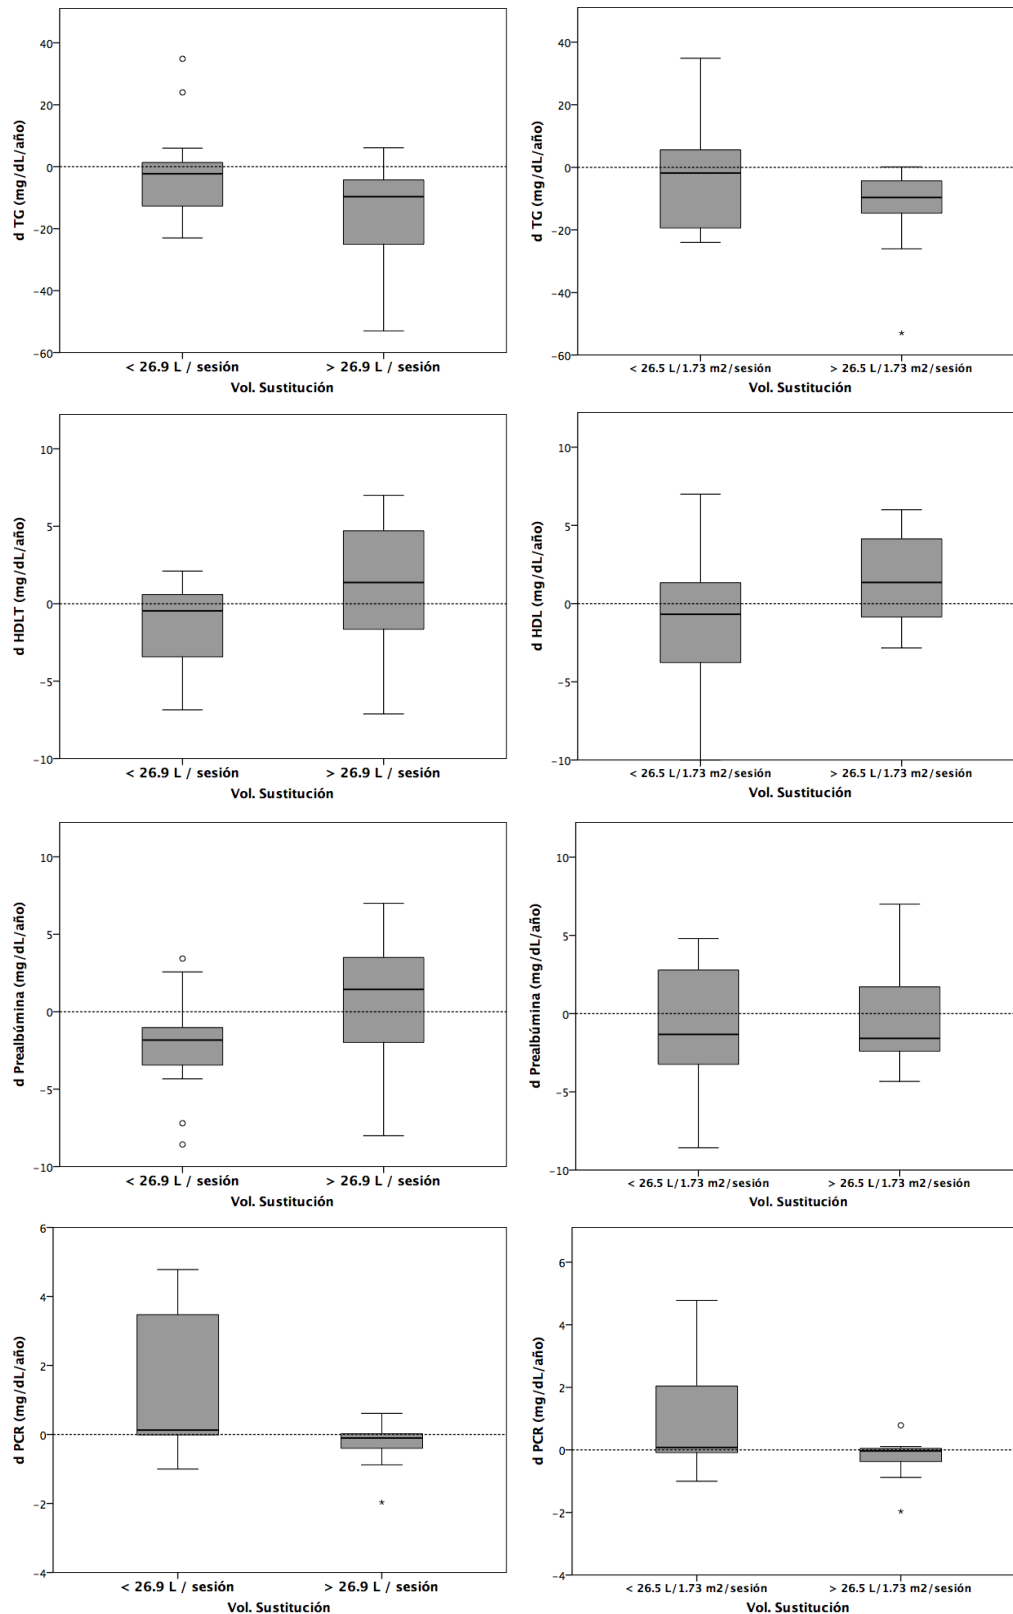 40
20
0
−20
−40
−60
d TG (mg/dL/año)
< 26.9 L / sesión
> 26.9 L / sesión
Vol. Sustitución
40
20
0
−20
−40
−60
d TG (mg/dL/año)
< 26.5 L/1.73 m2/sesión
> 26.5 L/1.73 m2/sesión
Vol. Sustitución
10
5
0
−5
−10
d HDLT (mg/dL/año)
< 26.9 L / sesión
> 26.9 L / sesión
Vol. Sustitución
10
5
0
−5
−10
d HDL (mg/dL/año)
< 26.5 L/1.73 m2/sesión
> 26.5 L/1.73 m2/sesión
Vol. Sustitución
10
5
0
−5
−10
d Prealbúmina (mg/dL/año)
< 26.9 L / sesión
> 26.9 L / sesión
Vol. Sustitución
10
5
0
−5
−10
d Prealbúmina (mg/dL/año)
< 26.5 L/1.73 m2/sesión
> 26.5 L/1.73 m2/sesión
Vol. Sustitución
6
4
2
0
−2
−4
d PCR (mg/dL/año)
< 26.9 L / sesión
> 26.9 L / sesión
Vol. Sustitución
6
4
2
0
−2
−4
d PCR (mg/dL/año)
< 26.5 L/1.73 m2/sesión
> 26.5 L/1.73 m2/sesión
Vol. Sustitución